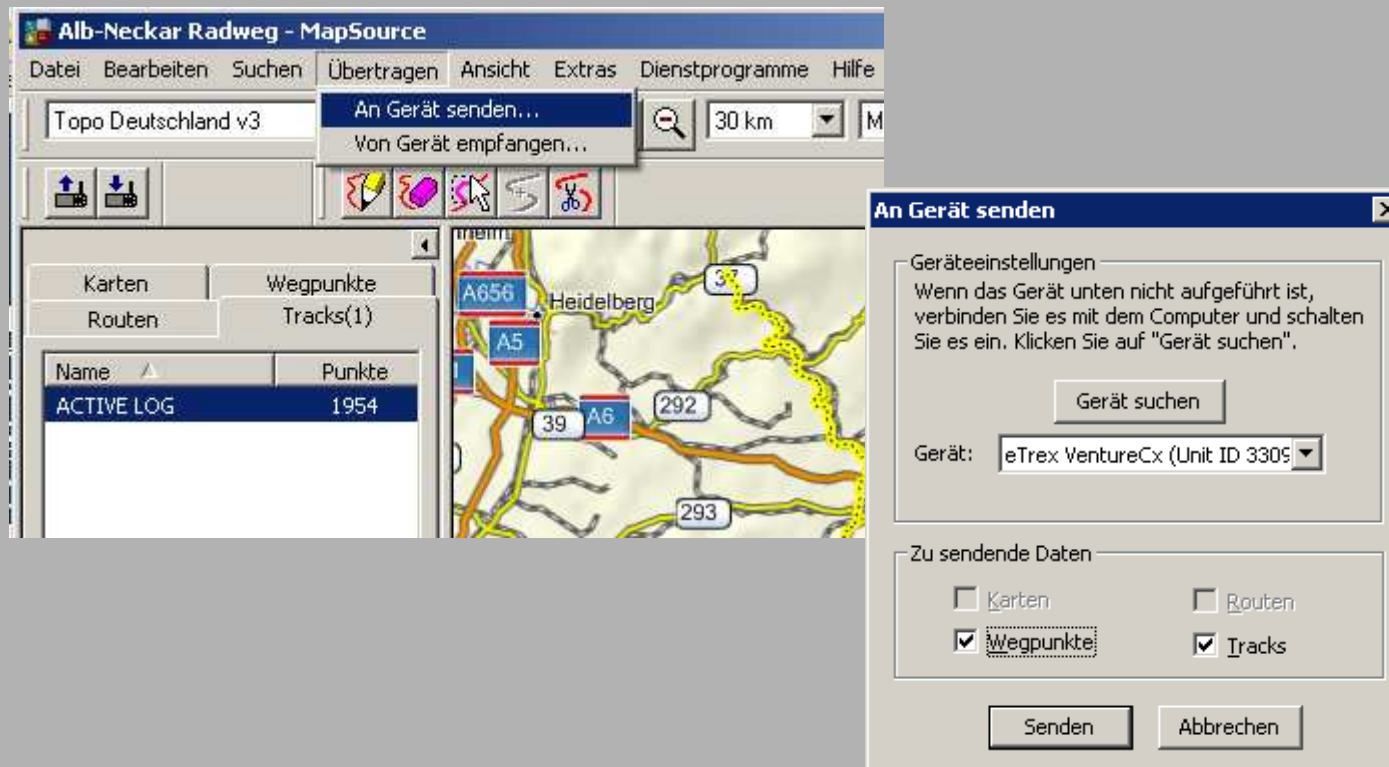 Alb-Neckar Radweg - MapSource
Datei Bearbeiten Suchen Übertragen Ansicht Extras Dienstprogramme Hilfe
An Gerät senden...
Von Gerät empfangen...
Topo Deutschland v3
30 km
M
Karten Wegpunkte
Routen Tracks(1)
Name Punkte
ACTIVE LOG 1954
A656
Heidelberg
37
A5
39
A6
292
293
An Gerät senden
Geräteeinstellungen
Wenn das Gerät unten nicht aufgeführt ist,
verbinden Sie es mit dem Computer und schalten
Sie es ein. Klicken Sie auf "Gerät suchen".
Gerät suchen
Gerät: eTrex VentureCx (Unit ID 3309
Zu sendende Daten
Karten Routen
Wegpunkte Tracks
Senden Abbrechen